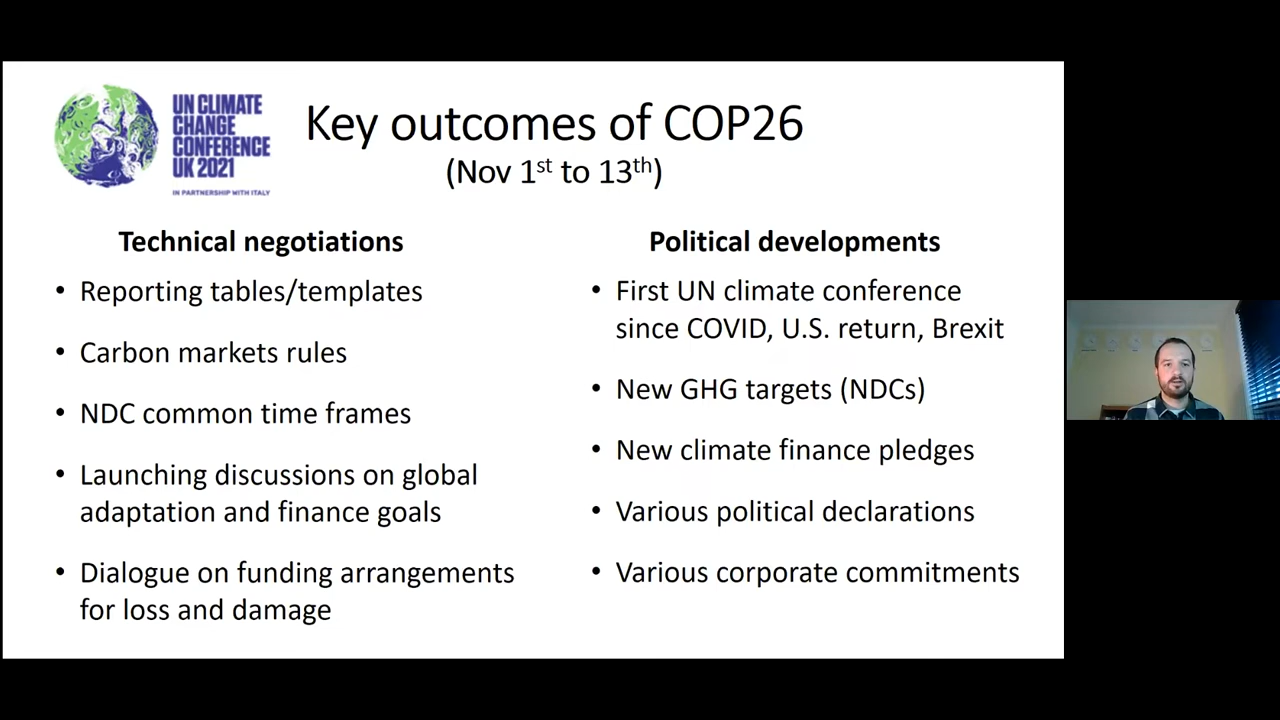 UN CLIMATE
CHANGE
CONFERENCE
UK 2021
IN PARTNERSHIP WITH ITALY
Key outcomes of COP26
(Nov 1st to 13th)
Technical negotiations
• Reporting tables/templates
• Carbon markets rules
• NDC common time frames
• Launching discussions on global
adaptation and finance goals
• Dialogue on funding arrangements
for loss and damage
Political developments
• First UN climate conference
since COVID, U.S. return, Brexit
• New GHG targets (NDCs)
• New climate finance pledges
• Various political declarations
• Various corporate commitments